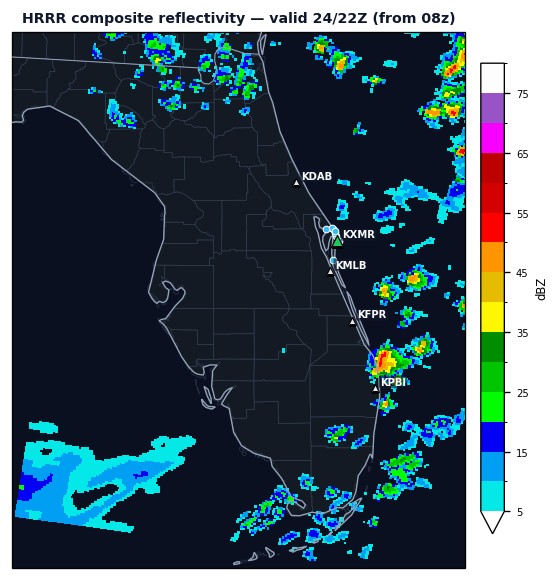 HRRR composite reflectivity — valid 24/22Z (from 08z)
75
65
55
45
35
25
15
5
dBZ
KDAB
KXMR
KMLB
KFPR
KPBI